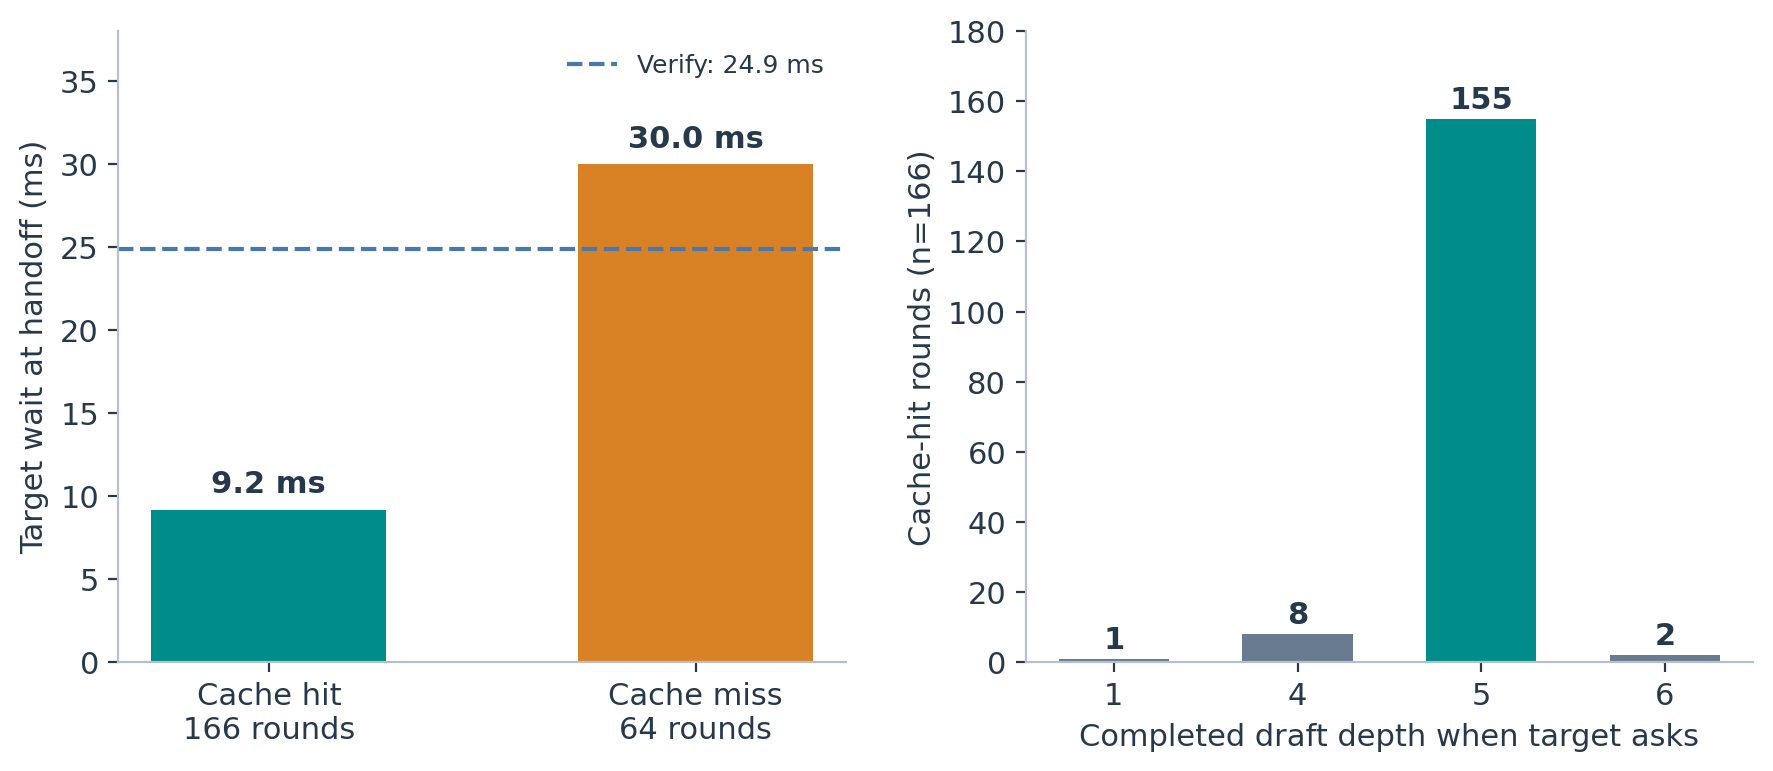 Target wait at handoff (ms)
35
30
25
20
15
10
5
0
Verify: 24.9 ms
30.0 ms
9.2 ms
Cache hit
166 rounds
Cache miss
64 rounds
Cache-hit rounds (n=166)
180
160
140
120
100
80
60
40
20
0
155
1
8
2
1
4
5
6
Completed draft depth when target asks